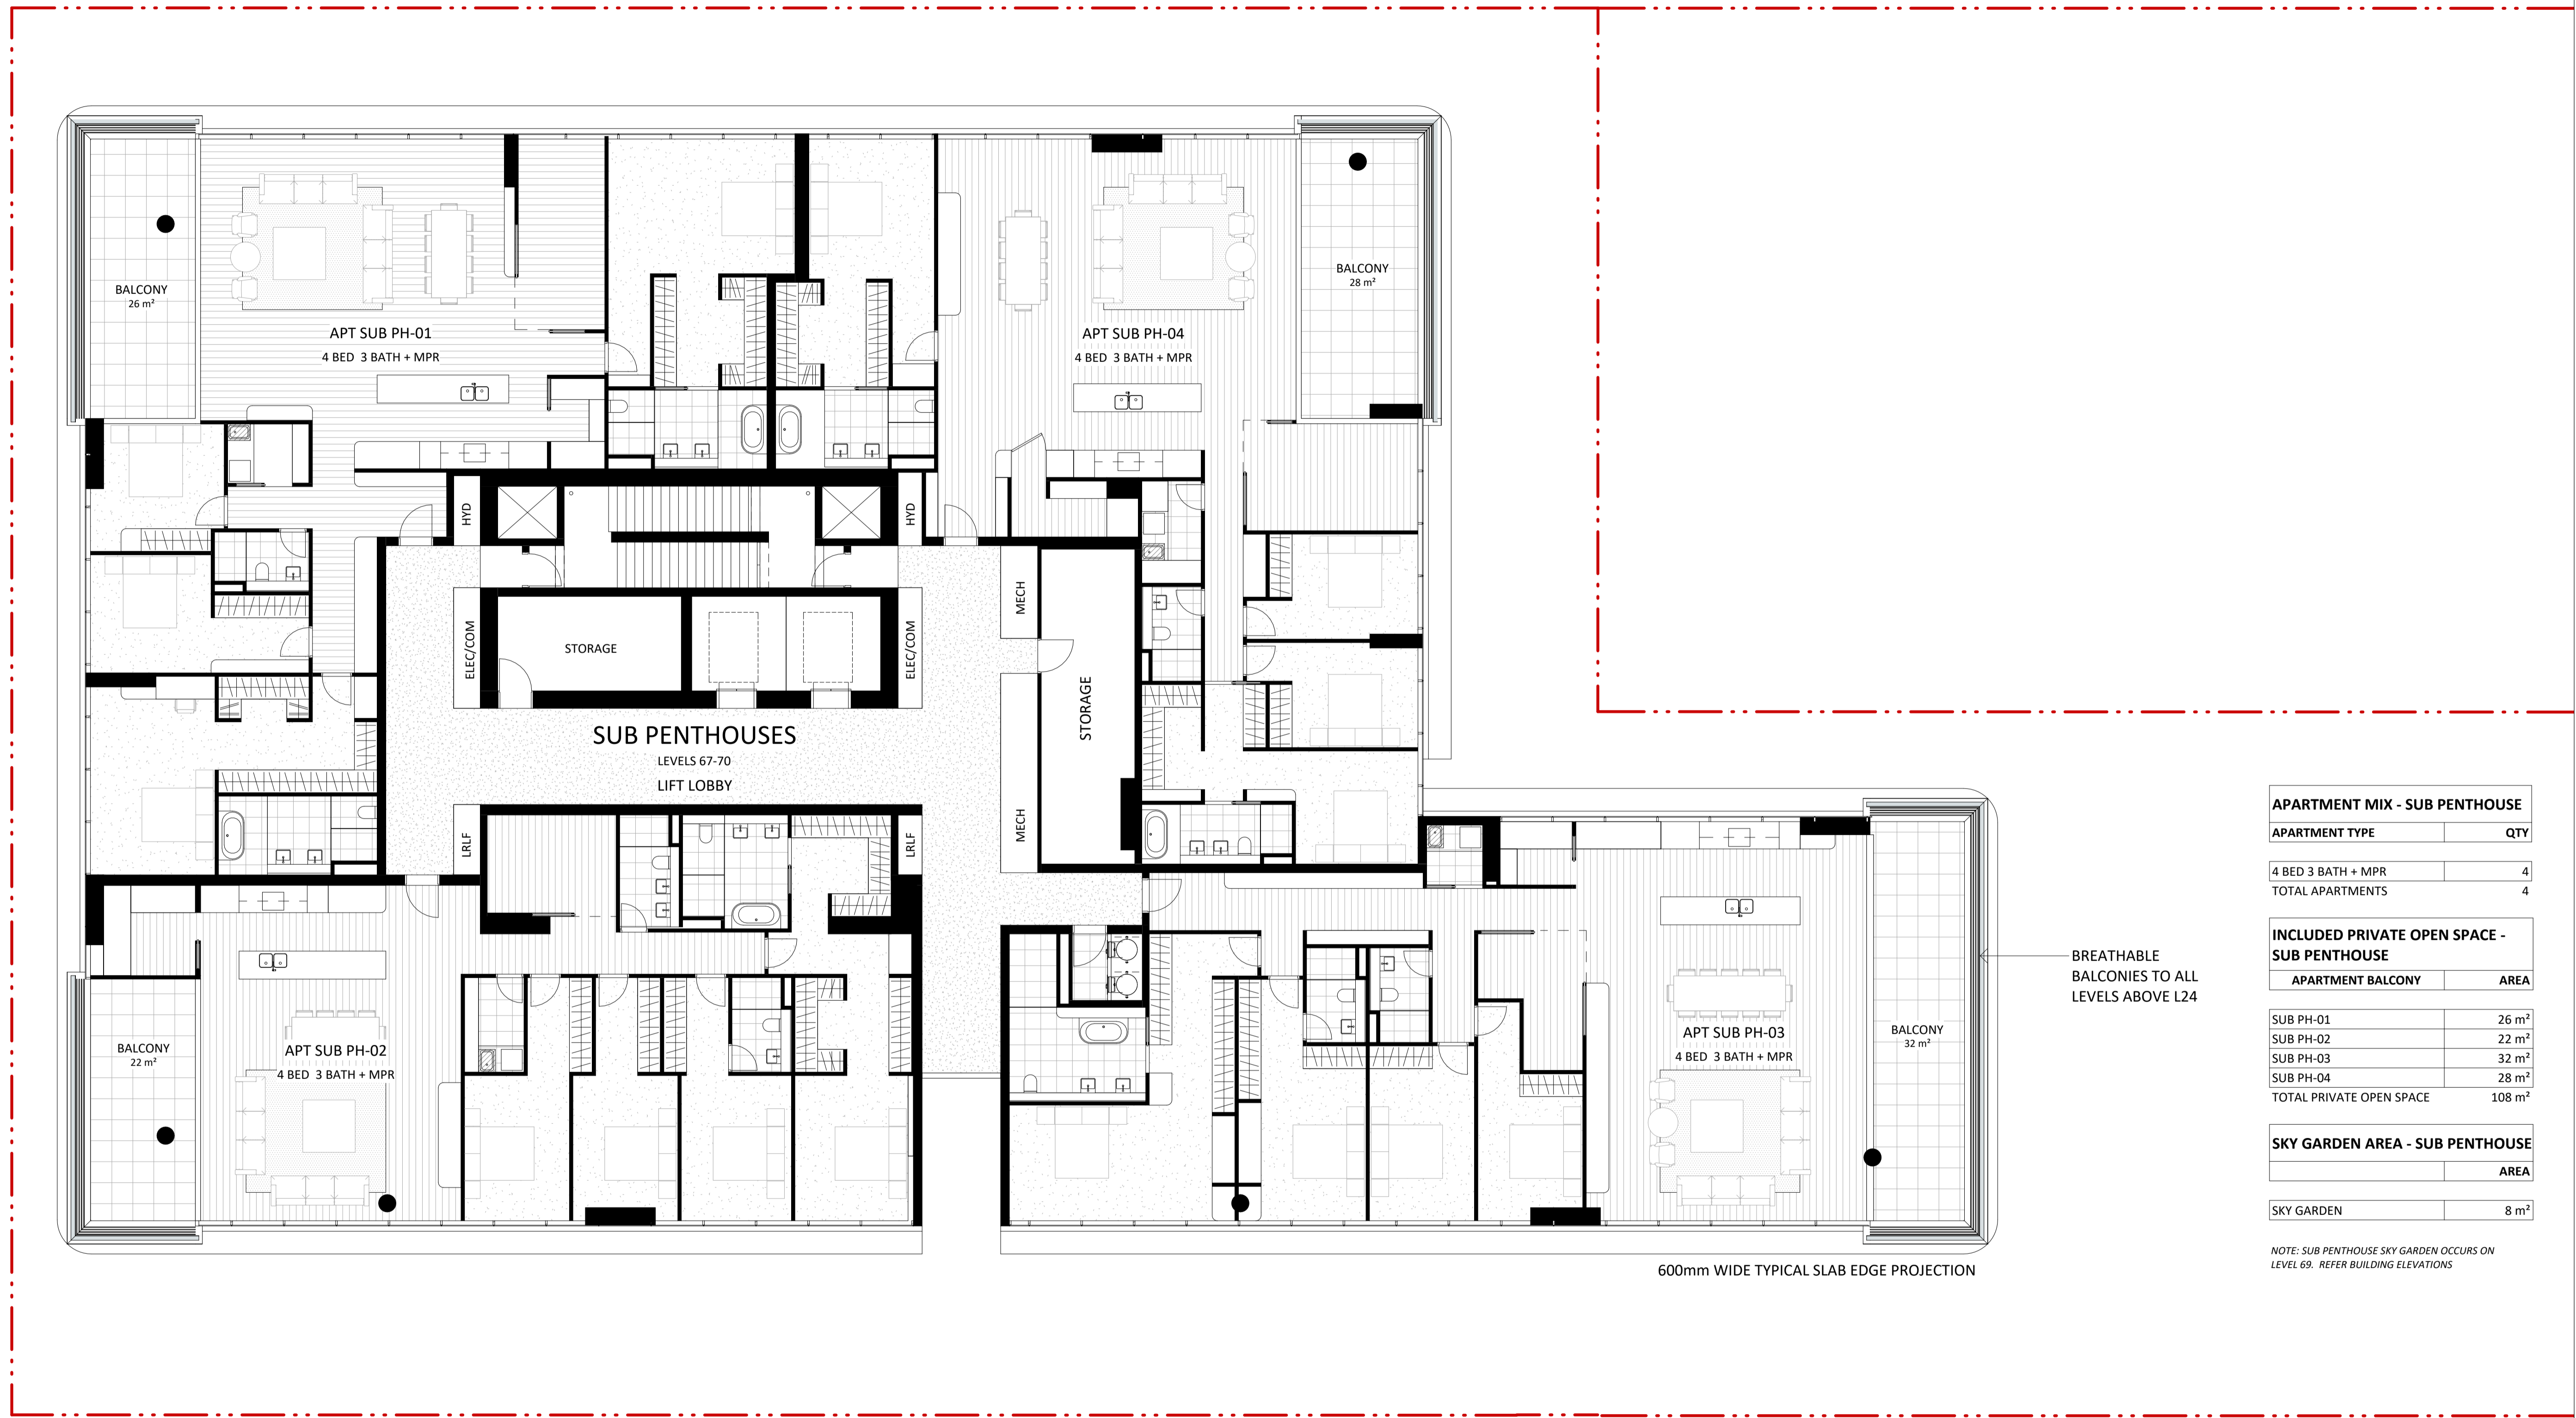 BALCONY
26 m²
APT SUB PH-01
4 BED 3 BATH + MPR
APT SUB PH-04
4 BED 3 BATH + MPR
BALCONY
28 m²
HYD
HYD
ELEC/COM
STORAGE
ELEC/COM
MECH
STORAGE
SUB PENTHOUSES
LEVELS 67-70
LIFT LOBBY
LRLF
LRLF
MECH
BALCONY
22 m²
APT SUB PH-02
4 BED 3 BATH + MPR
APT SUB PH-03
4 BED 3 BATH + MPR
BALCONY
32 m²
BREATHABLE
BALCONIES TO ALL
LEVELS ABOVE L24
600mm WIDE TYPICAL SLAB EDGE PROJECTION
APARTMENT MIX - SUB PENTHOUSE
APARTMENT TYPE QTY
4 BED 3 BATH + MPR 4
TOTAL APARTMENTS 4
INCLUDED PRIVATE OPEN SPACE -
SUB PENTHOUSE
APARTMENT BALCONY AREA
SUB PH-01 26 m²
SUB PH-02 22 m²
SUB PH-03 32 m²
SUB PH-04 28 m²
TOTAL PRIVATE OPEN SPACE 108 m²
SKY GARDEN AREA - SUB PENTHOUSE
AREA
SKY GARDEN 8 m²
NOTE: SUB PENTHOUSE SKY GARDEN OCCURS ON
LEVEL 69. REFER BUILDING ELEVATIONS